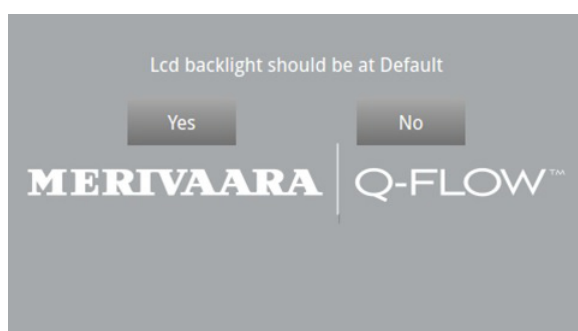 Lcd backlight should be at Default
Yes No
MERIVAARA Q-FLOW™